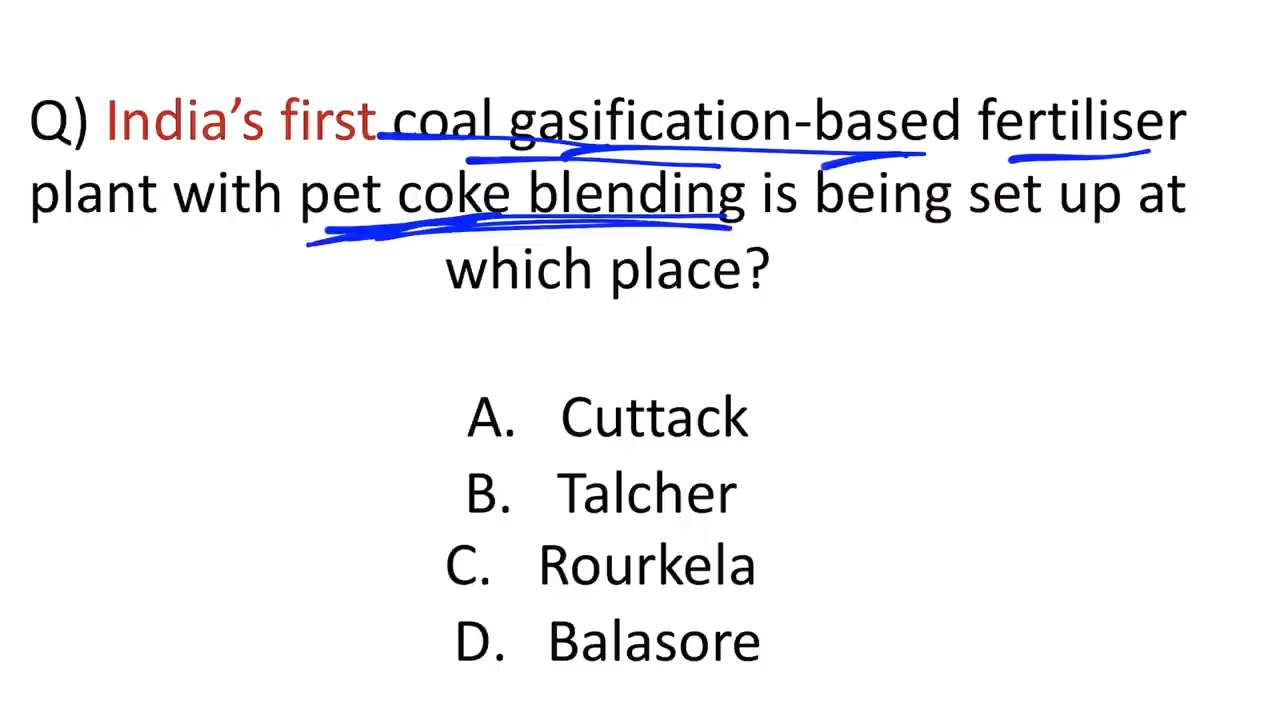 Q) India’s first coal gasification-based fertiliser
plant with pet coke blending is being set up at
which place?
A. Cuttack
B. Talcher
C. Rourkela
D. Balasore